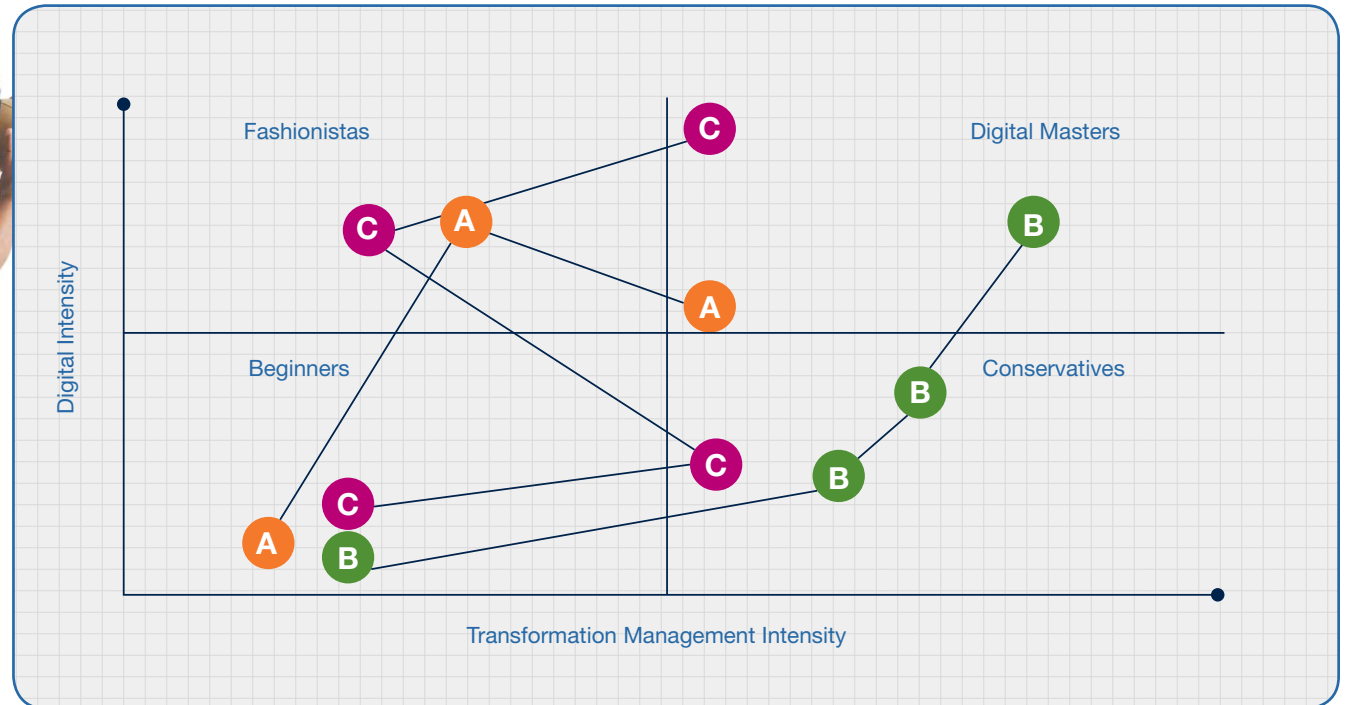 Fashionistas
Digital Masters
C
C
A
B
A
Digital Intensity
Beginners
Conservatives
B
C
B
C
A
B
Transformation Management Intensity